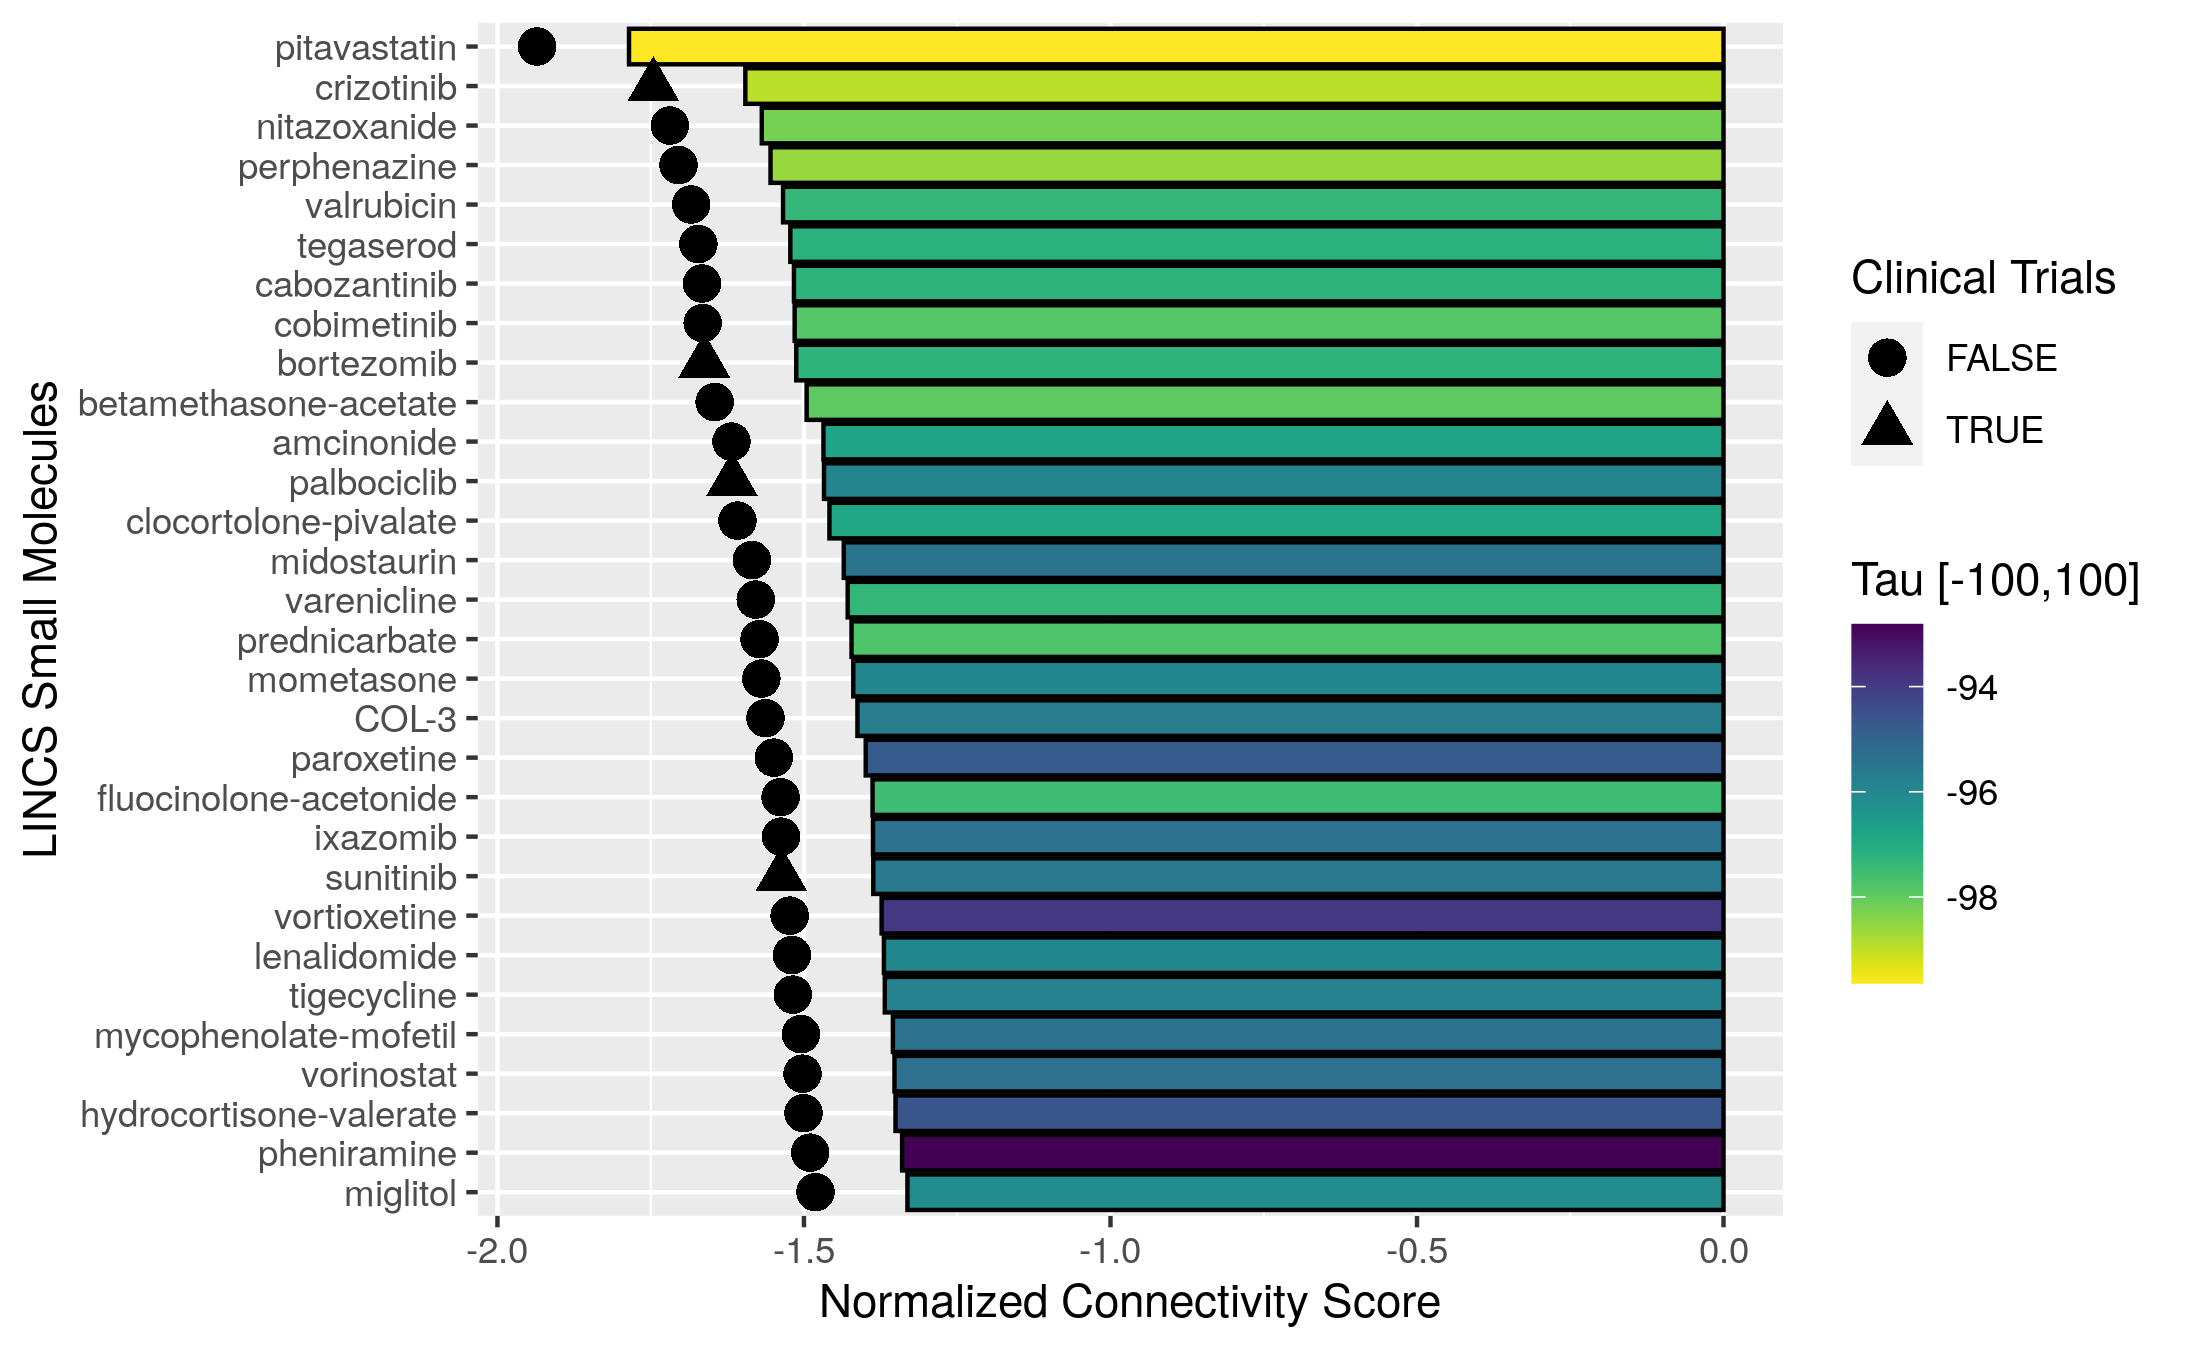 pitavastatin
crizotinib
nitazoxanide
perphenazine
valrubicin
tegaserod
cabozantinib
cobimetinib
bortezomib
betamethasone-acetate
amcinonide
palbociclib
clocortolone-pivalate
midostaurin
varenicline
prednicarbate
mometasone
COL-3
paroxetine
fluocinolone-acetonide
ixazomib
sunitinib
vortioxetine
lenalidomide
tigecycline
mycophenolate-mofetil
vorinostat
hydrocortisone-valerate
pheniramine
miglitol
LINCS Small Molecules
-2.0 -1.5 -1.0 -0.5 0.0
Normalized Connectivity Score
Clinical Trials
FALSE
TRUE
Tau [-100,100]
-94
-96
-98